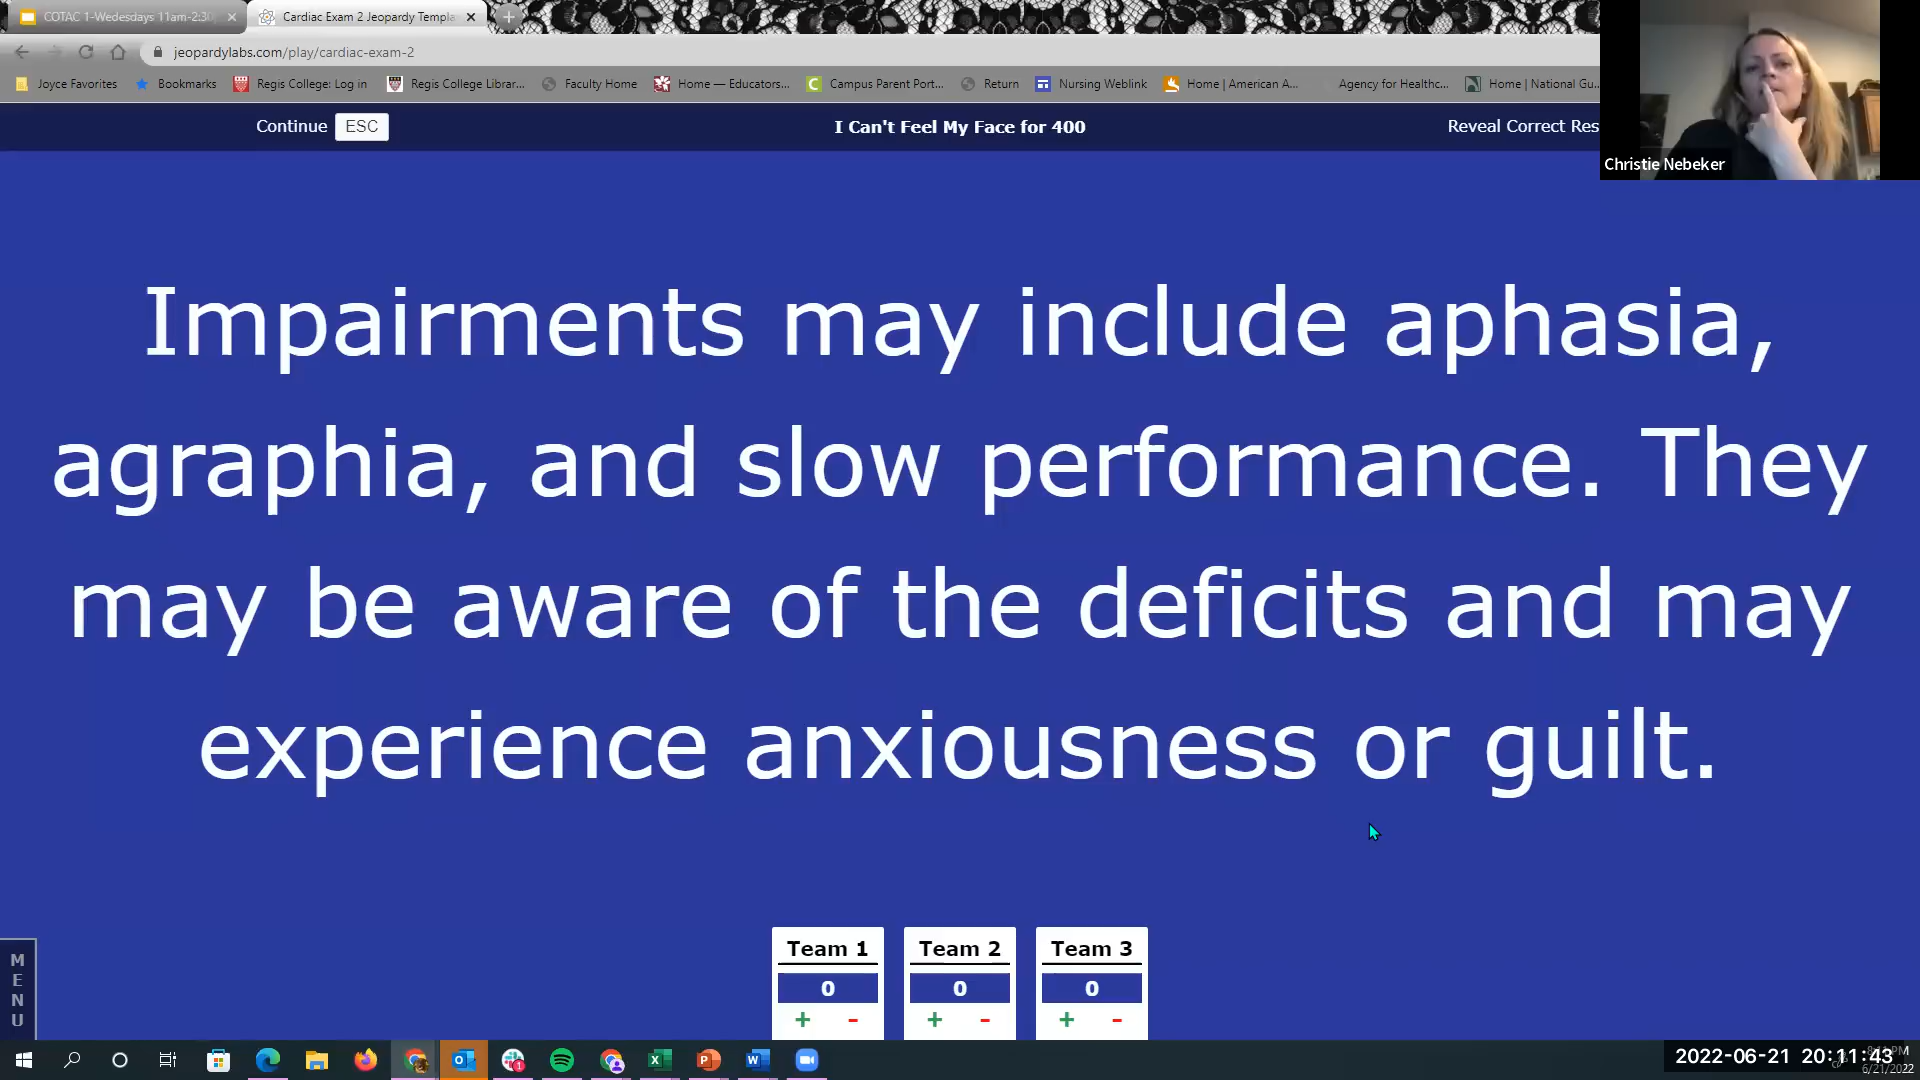 COTAC 1-Wedesdays 11am-2:30
Cardiac Exam 2 Jeopardy Templa
jeopardylabs.com/play/cardiac-exam-2
Joyce Favorites Bookmarks Regis College: Log in Regis College Librar... Faculty Home Home — Educators... Campus Parent Port... Return Nursing Weblink Home | American A... Agency for Healthc... Home | National Gu...
Continue ESC I Can't Feel My Face for 400 Reveal Correct Res
Christie Nebeker
Impairments may include aphasia,
agraphia, and slow performance. They
may be aware of the deficits and may
experience anxiousness or guilt.
Team 1 Team 2 Team 3
0 0 0
+ - + - + -
MENU
2022-06-21 20:11:43
6/21/2022